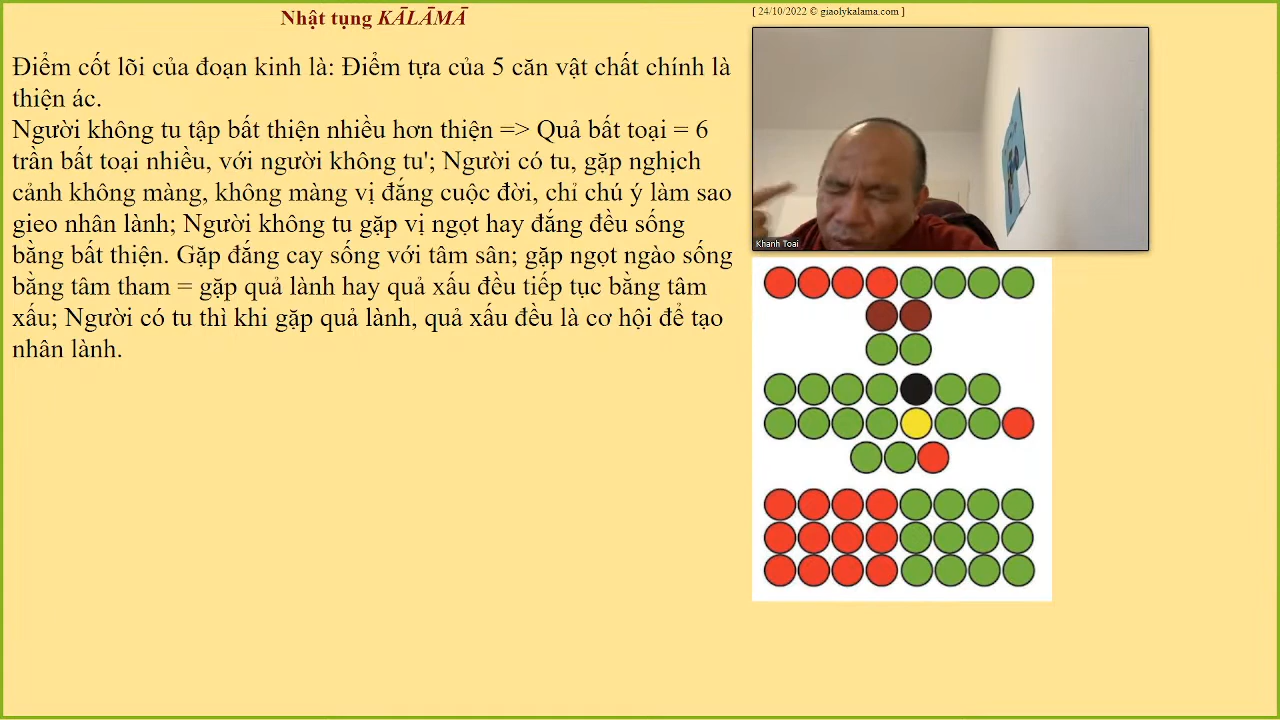 Nhật tụng KĀLĀMĀ
[ 24/10/2022 © giaolykalama.com ]
Điểm cốt lõi của đoạn kinh là: Điểm tựa của 5 căn vật chất chính là
thiện ác.
Người không tu tập bất thiện nhiều hơn thiện => Quả bất toại = 6
trần bất toại nhiều, với người không tu'; Người có tu, gặp nghịch
cảnh không màng, không màng vị đắng cuộc đời, chỉ chú ý làm sao
gieo nhân lành; Người không tu gặp vị ngọt hay đắng đều sống
bằng bất thiện. Gặp đắng cay sống với tâm sân; gặp ngọt ngào sống
bằng tâm tham = gặp quả lành hay quả xấu đều tiếp tục bằng tâm
xấu; Người có tu thì khi gặp quả lành, quả xấu đều là cơ hội để tạo
nhân lành.
Khanh Toai